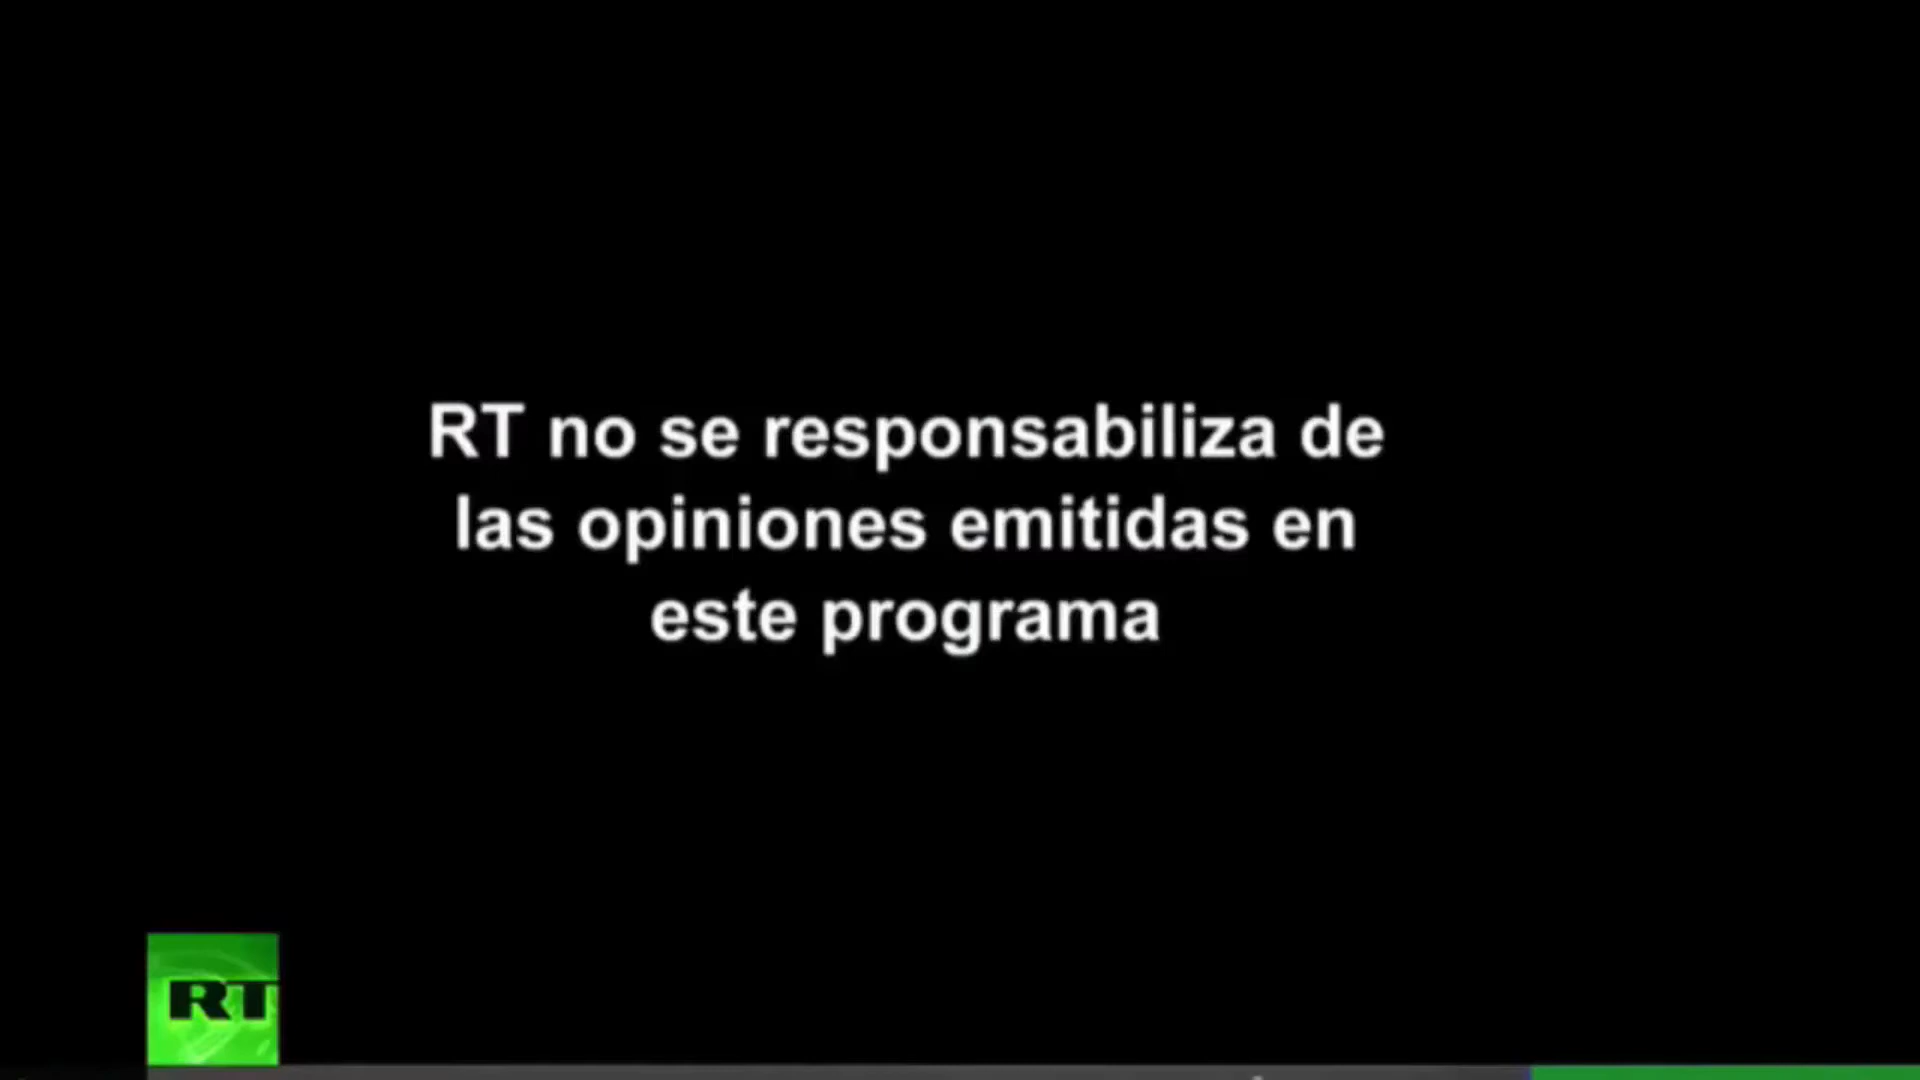 RT no se responsabiliza de
las opiniones emitidas en
este programa
RT